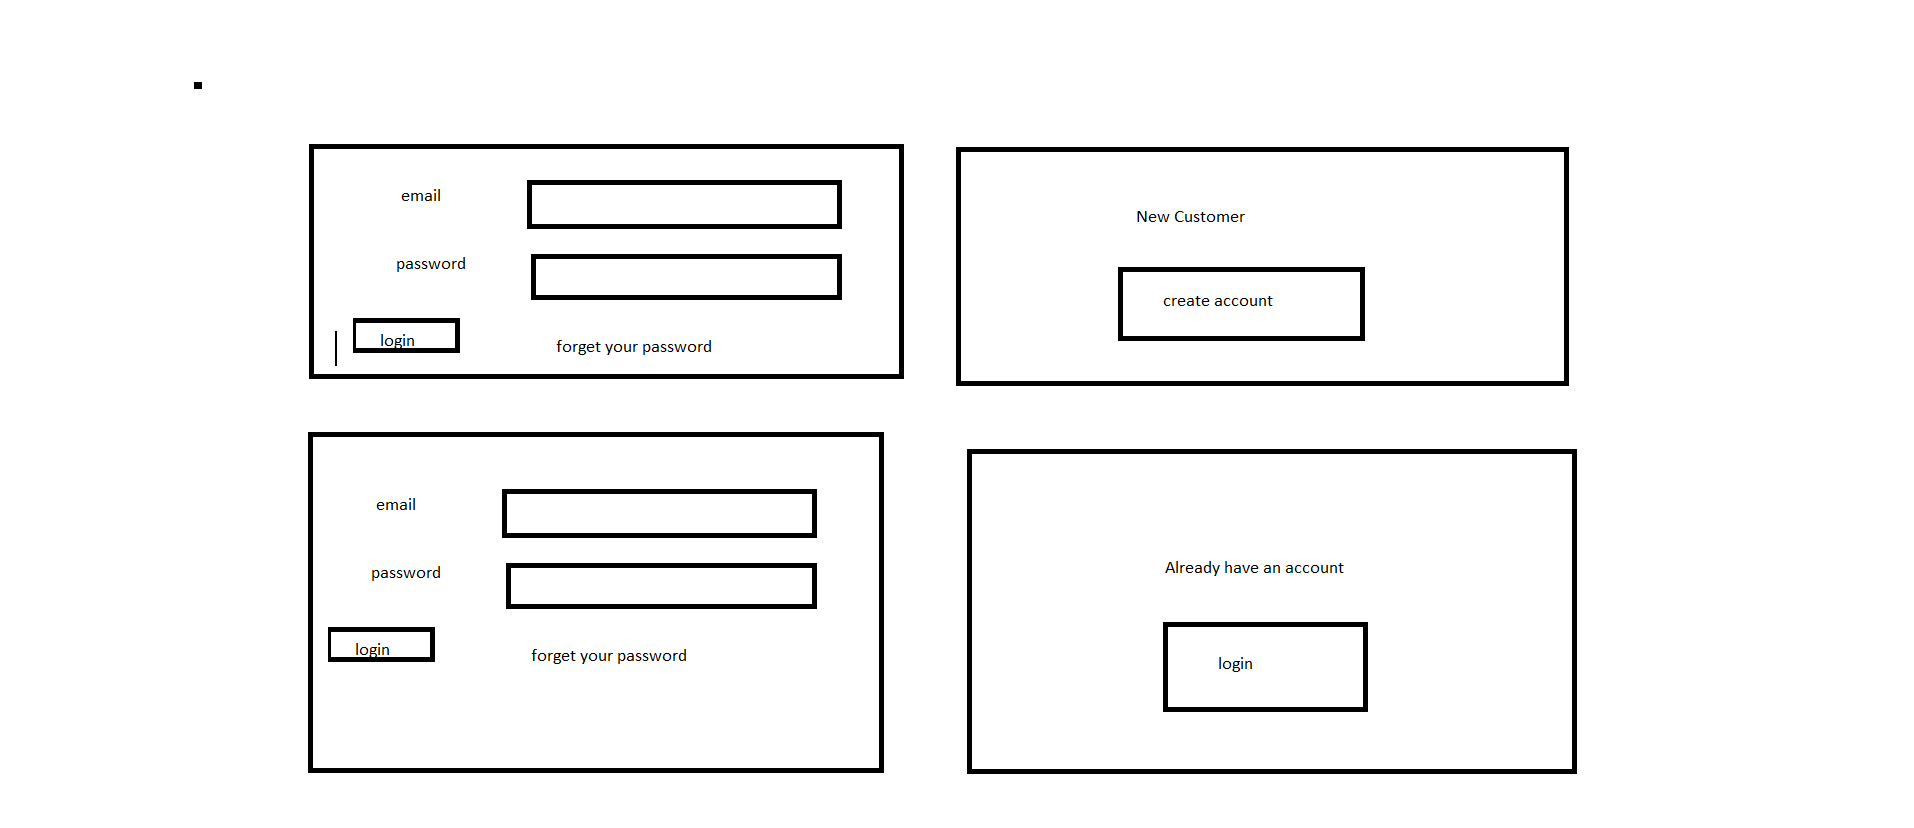 email
password
login
forget your password
New Customer
create account
email
password
login
forget your password
Already have an account
login